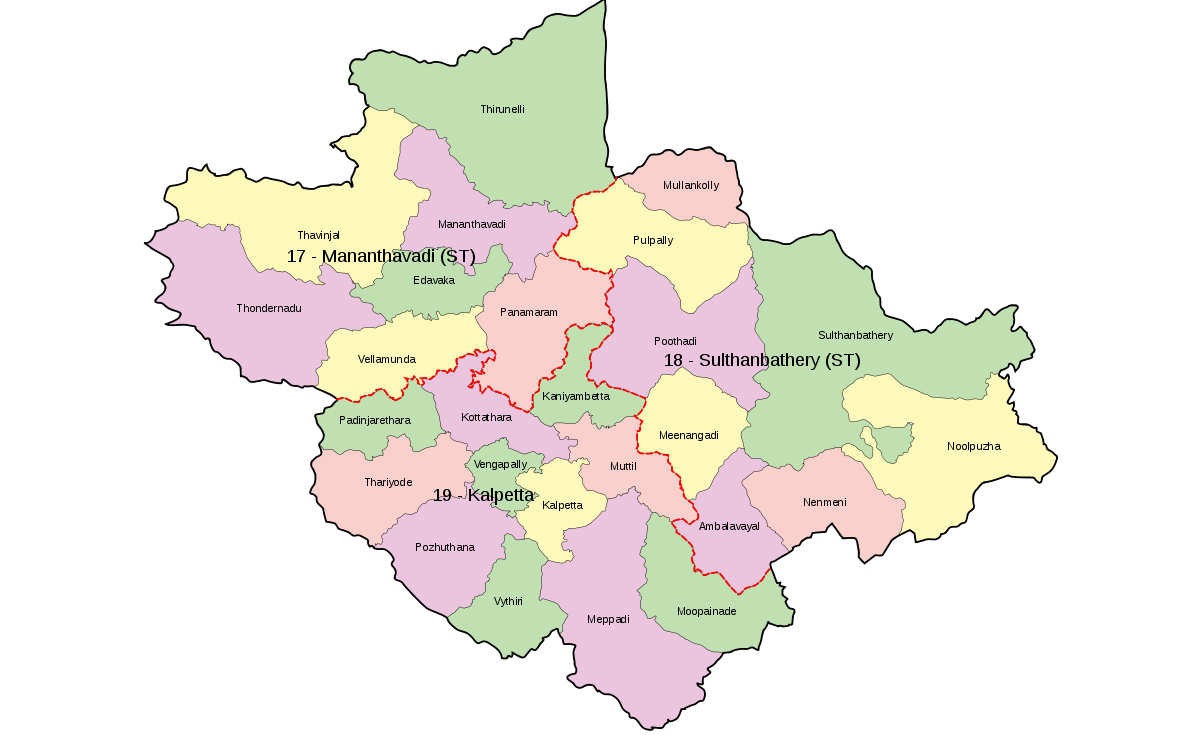 Thirunelli
Mullankolly
Mananthavadi
Thavinjal
Pulpally
17 - Mananthavadi (ST)
Edavaka
Thondernadu
Panamaram
Sulthanbathery
Poothadi
18 - Sulthanbathery (ST)
Vellamunda
Kaniyambetta
Padinjarethara
Kottathara
Meenangadi
Noolpuzha
Vengapally
Muttil
Thariyode
19 - Kalpetta
Kalpetta
Nenmeni
Ambalavayal
Pozhuthana
Vythiri
Moopainade
Meppadi